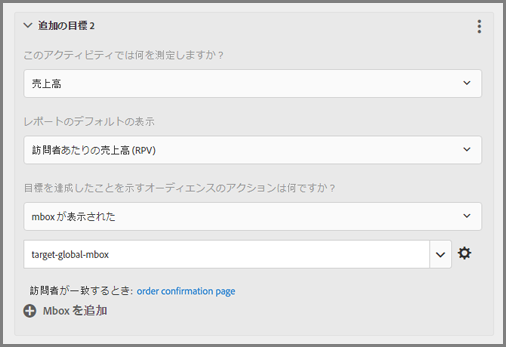 追加の目標 2
このアクティビティでは何を測定しますか？
売上高
レポートのデフォルトの表示
訪問者あたりの売上高 (RPV)
目標を達成したことを示すオーディエンスのアクションは何ですか？
mbox が表示された
target-global-mbox
訪問者が一致するとき: order confirmation page
Mbox を追加